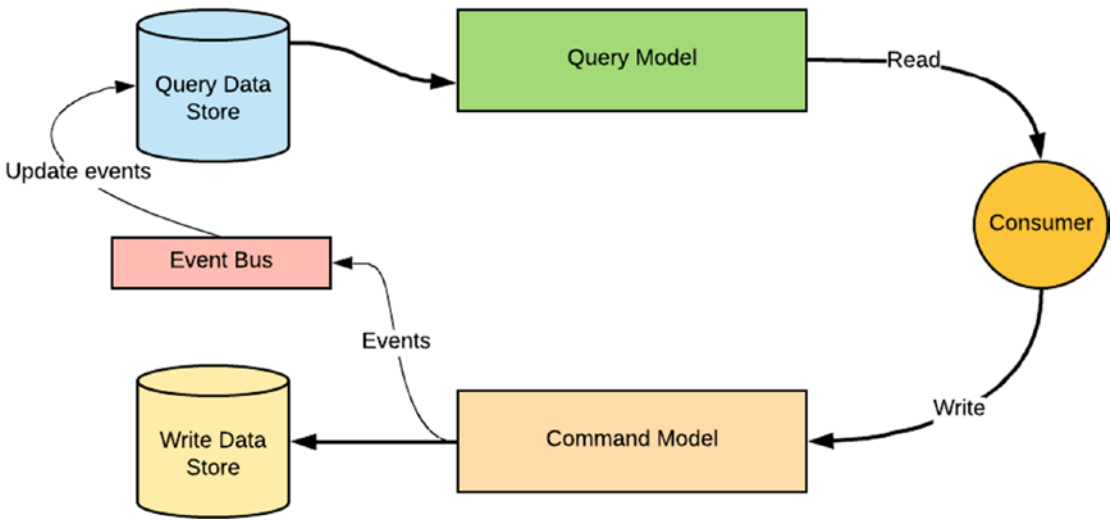 Query Data
Store
Query Model
Read
Update events
Consumer
Event Bus
Events
Write Data
Store
Command Model
Write